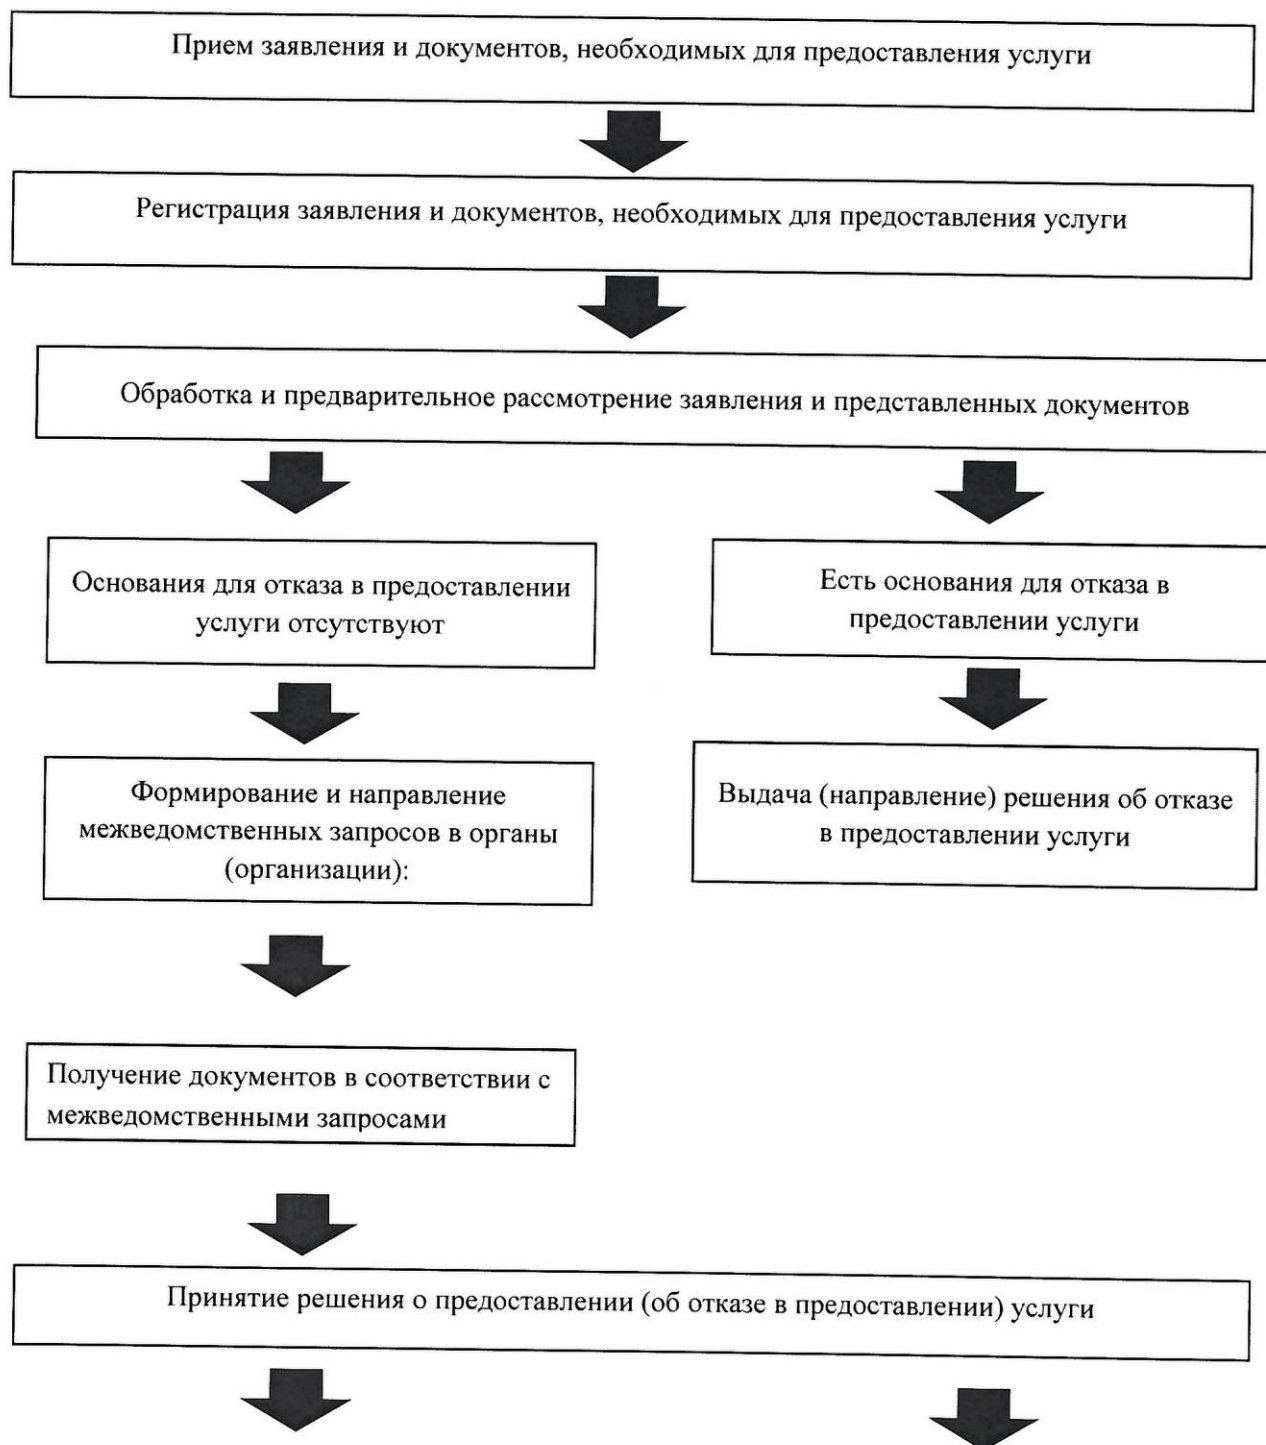 Прием заявления и документов, необходимых для предоставления услуги
Регистрация заявления и документов, необходимых для предоставления услуги
Обработка и предварительное рассмотрение заявления и представленных документов
Основания для отказа в предоставлении
услуги отсутствуют
Есть основания для отказа в
предоставлении услуги
Формирование и направление
межведомственных запросов в органы
(организации):
Выдача (направление) решения об отказе
в предоставлении услуги
Получение документов в соответствии с
межведомственными запросами
Принятие решения о предоставлении (об отказе в предоставлении) услуги